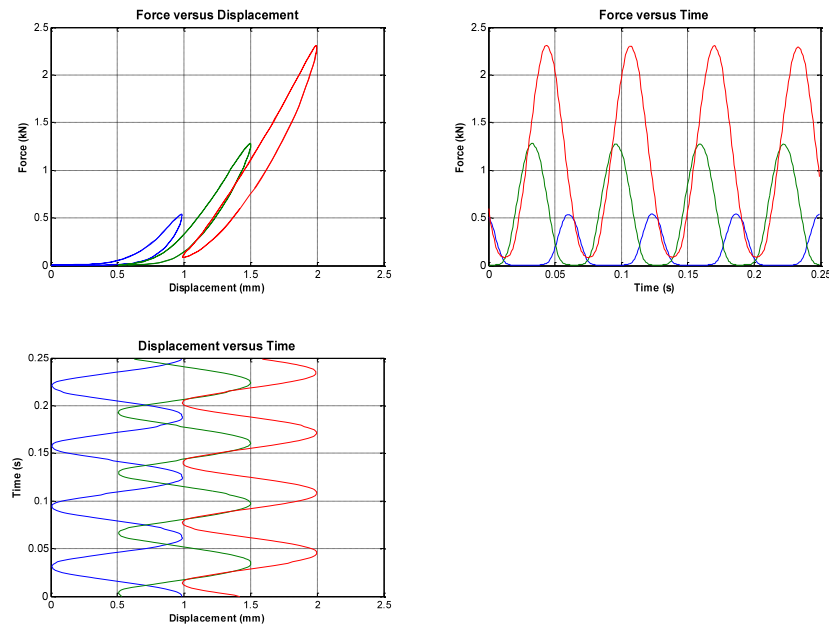 Force versus Displacement
2.5
2
1.5
1
0.5
0
Force (kN)
0 0.5 1 1.5 2 2.5
Displacement (mm)
Force versus Time
2.5
2
1.5
1
0.5
0
Force (kN)
0 0.05 0.1 0.15 0.2 0.25
Time (s)
Displacement versus Time
0.25
0.2
0.15
0.1
0.05
0
Time (s)
0 0.5 1 1.5 2 2.5
Displacement (mm)